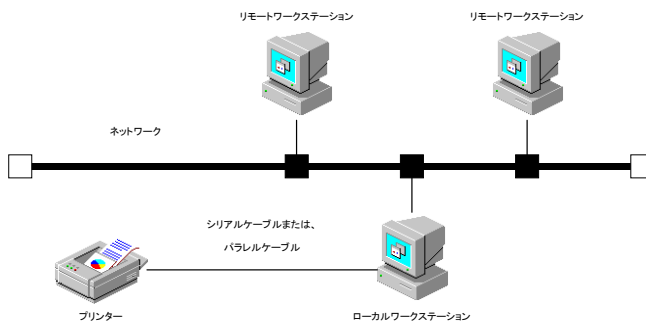 リモートワークステーション
リモートワークステーション
ネットワーク
シリアルケーブルまたは、
パラレルケーブル
プリンター
ローカルワークステーション